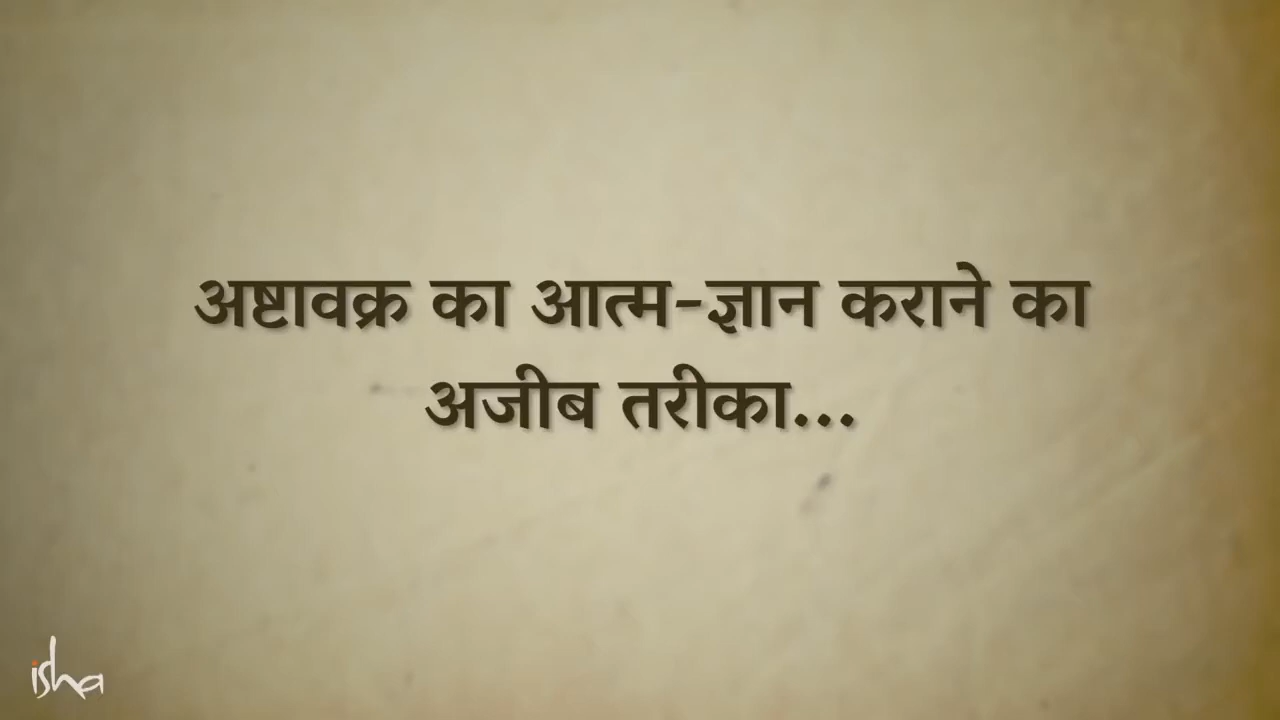 अष्टावक्र का आत्म-ज्ञान कराने का
अजीब तरीका...
isha